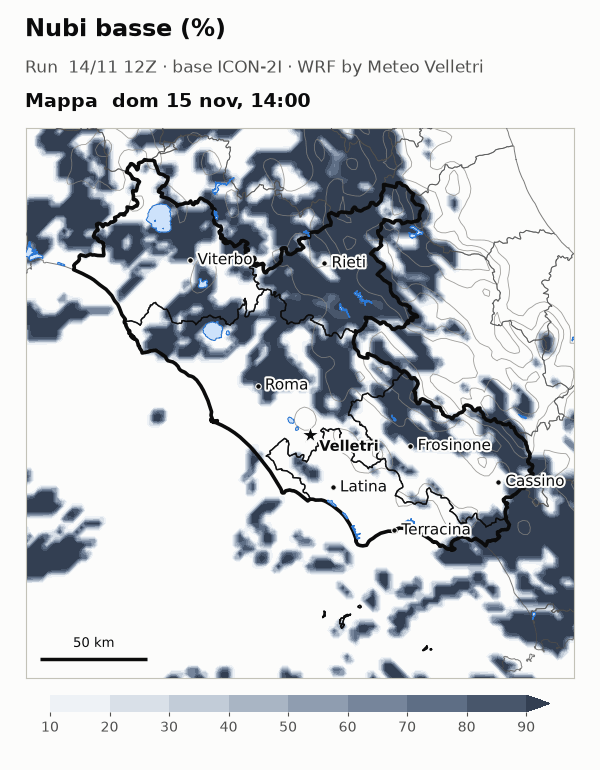 Nubi basse (%)
Run 14/11 12Z · base ICON-2I · WRF by Meteo Velletri
Mappa dom 15 nov, 14:00
Viterbo
Rieti
Roma
Velletri
Frosinone
Cassino
Latina
Terracina
50 km
10 20 30 40 50 60 70 80 90